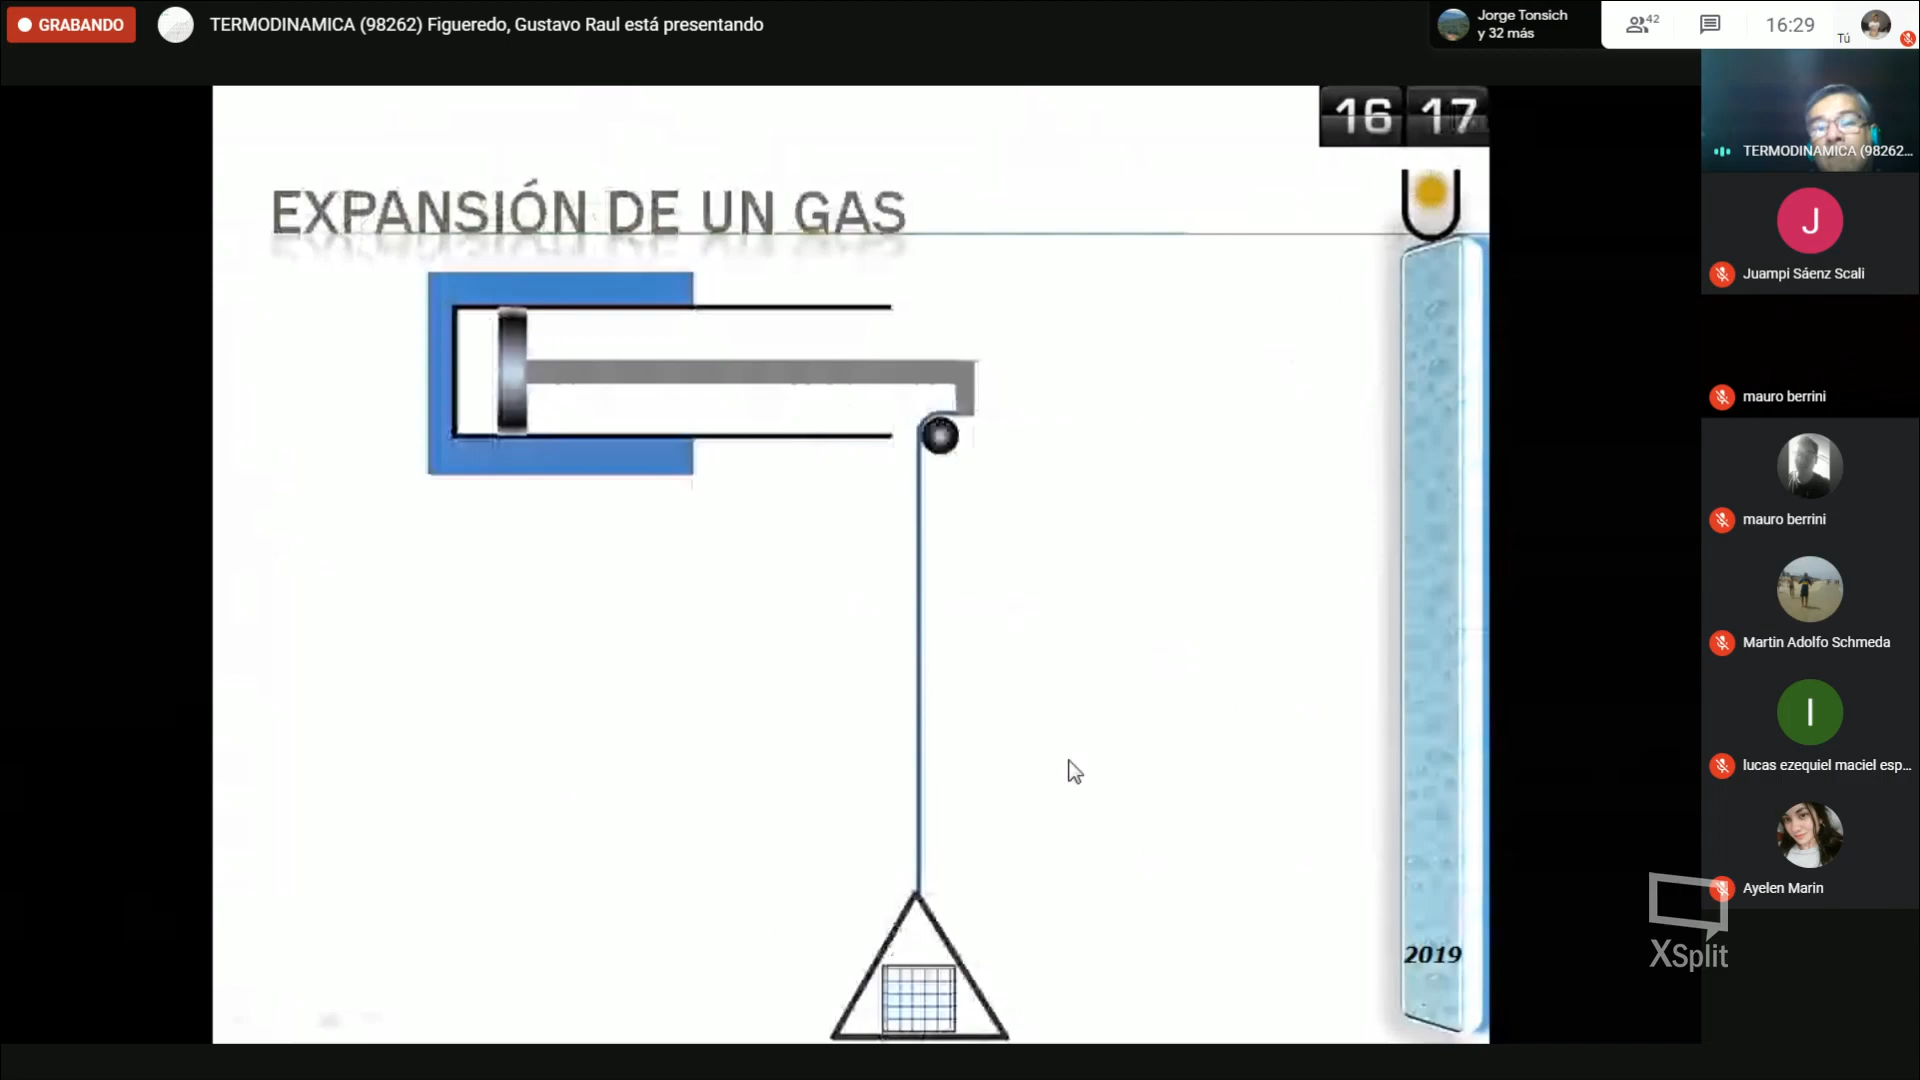 GRABANDO
TERMODINAMICA (98262) Figueredo, Gustavo Raul está presentando
Jorge Tonsich
y 32 más
42
16:29
Tú
16 17
EXPANSIÓN DE UN GAS
TERMODINAMICA (98262...
J
Juampi Sáenz Scali
mauro berrini
mauro berrini
Martin Adolfo Schmeda
l
lucas ezequiel maciel esp...
Ayelen Marin
2019
XSplit